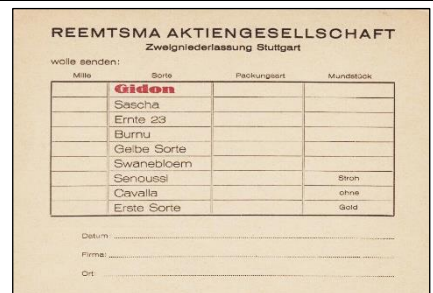 REEMTSMA AKTIENGESELLSCHAFT
Zweigniederlassung Stuttgart
wolle senden:
Mille Sorte Packungsart Mundstück
Gidon
Sascha
Ernte 23
Burnu
Gelbe Sorte
Swanebloem
Senoussi Stroh
Cavalla ohne
Erste Sorte Gold
Datum:
Firma:
Ort: